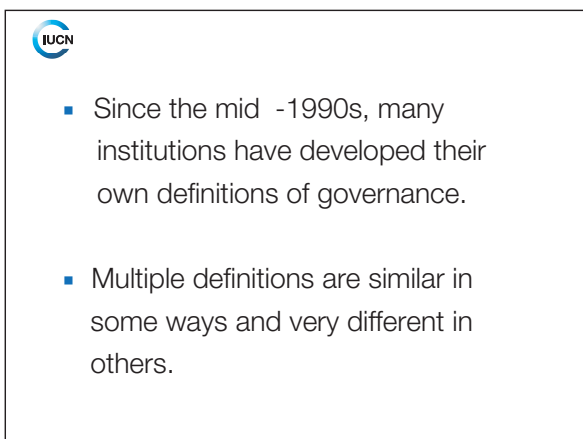 IUCN
▪ Since the mid -1990s, many
institutions have developed their
own definitions of governance.
▪ Multiple definitions are similar in
some ways and very different in
others.